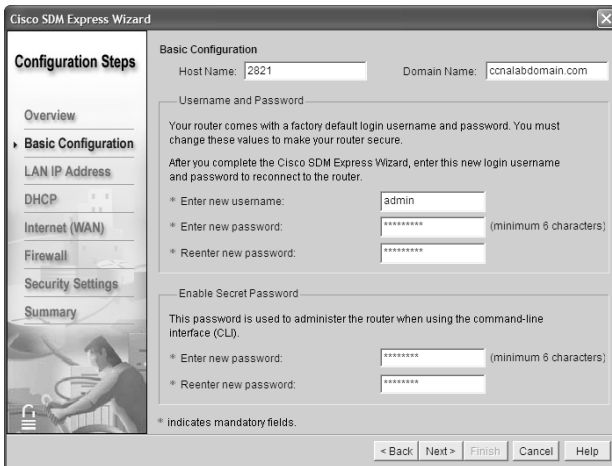 Cisco SDM Express Wizard
Configuration Steps
Overview
Basic Configuration
LAN IP Address
DHCP
Internet (WAN)
Firewall
Security Settings
Summary
Basic Configuration
Host Name: 2821 Domain Name: ccnalabdomain.com
Username and Password
Your router comes with a factory default login username and password. You must
change these values to make your router secure.
After you complete the Cisco SDM Express Wizard, enter this new login username
and password to reconnect to the router.
* Enter new username: admin
* Enter new password: ********* (minimum 6 characters)
* Reenter new password: *********
Enable Secret Password
This password is used to administer the router when using the command-line
interface (CLI).
* Enter new password: ******** (minimum 6 characters)
* Reenter new password: ********
* indicates mandatory fields.
< Back Next > Finish Cancel Help